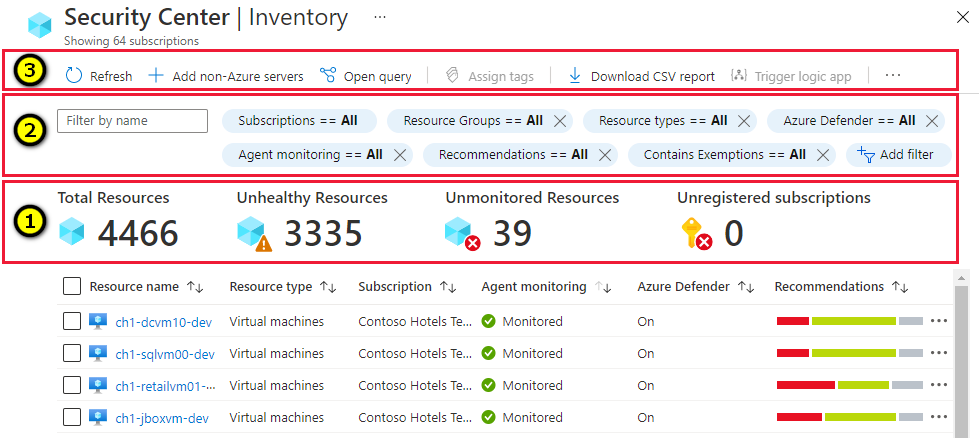 Security Center | Inventory ...
Showing 64 subscriptions
3 Refresh Add non-Azure servers Open query Assign tags Download CSV report Trigger logic app ...
2 Filter by name Subscriptions == All Resource Groups == All Resource types == All Azure Defender == All
Agent monitoring == All Recommendations == All Contains Exemptions == All Add filter
Total Resources Unhealthy Resources Unmonitored Resources Unregistered subscriptions
1 4466 3335 39 0
Resource name Resource type Subscription Agent monitoring Azure Defender Recommendations
ch1-dcvm10-dev Virtual machines Contoso Hotels Te... Monitored On ...
ch1-sqlvm00-dev Virtual machines Contoso Hotels Te... Monitored On ...
ch1-retailvm01-... Virtual machines Contoso Hotels Te... Monitored On ...
ch1-jboxvm-dev Virtual machines Contoso Hotels Te... Monitored On ...